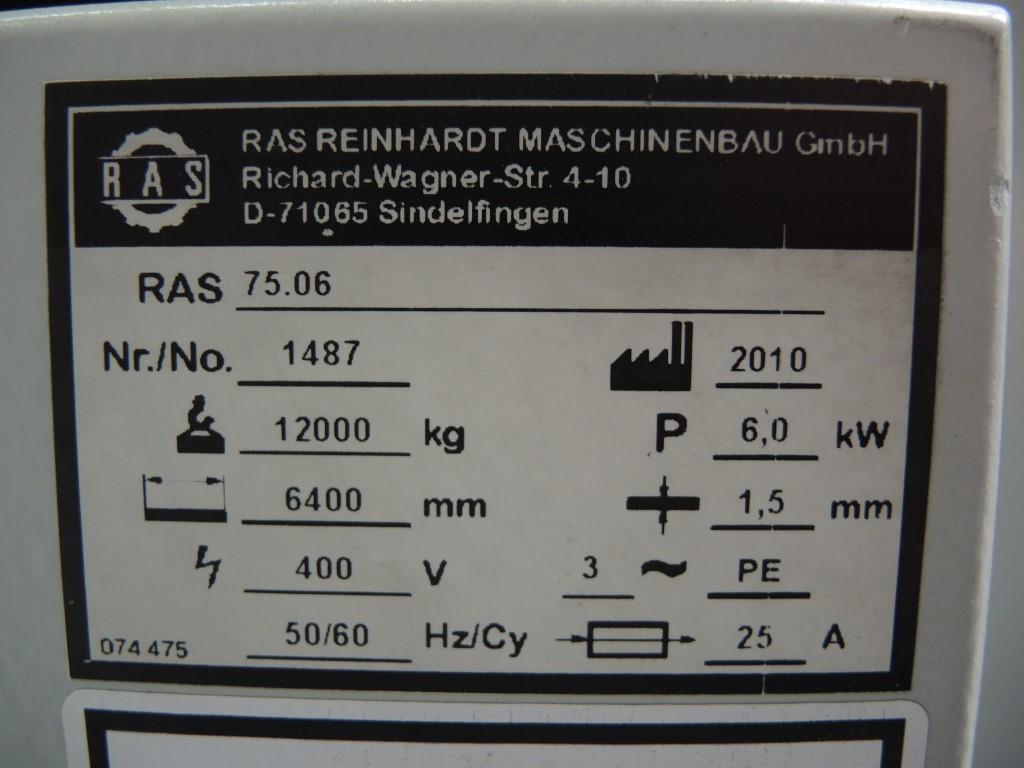 RAS
RAS REINHARDT MASCHINENBAU GmbH
Richard-Wagner-Str. 4-10
D-71065 Sindelfingen
RAS 75.06
Nr./No. 1487 2010
12000 kg P 6,0 kW
6400 mm 1,5 mm
400 V 3 ~ PE
50/60 Hz/Cy 25 A
074 475